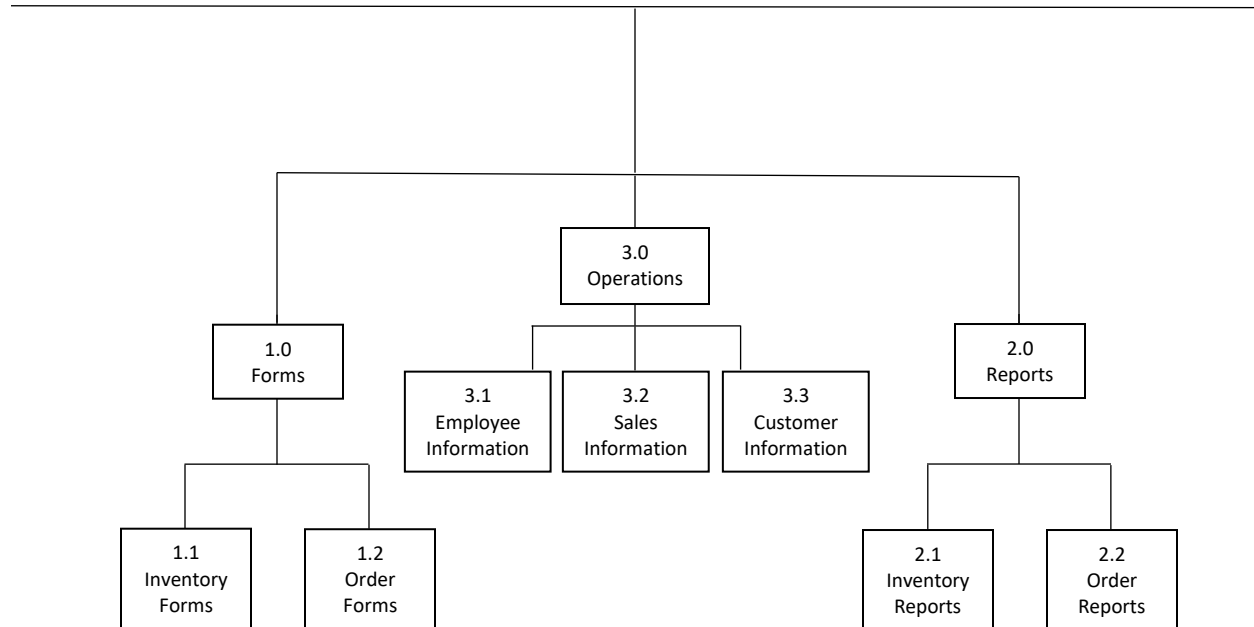 3.0
Operations
1.0
Forms
2.0
Reports
3.1
Employee
Information
3.2
Sales
Information
3.3
Customer
Information
1.1
Inventory
Forms
1.2
Order
Forms
2.1
Inventory
Reports
2.2
Order
Reports